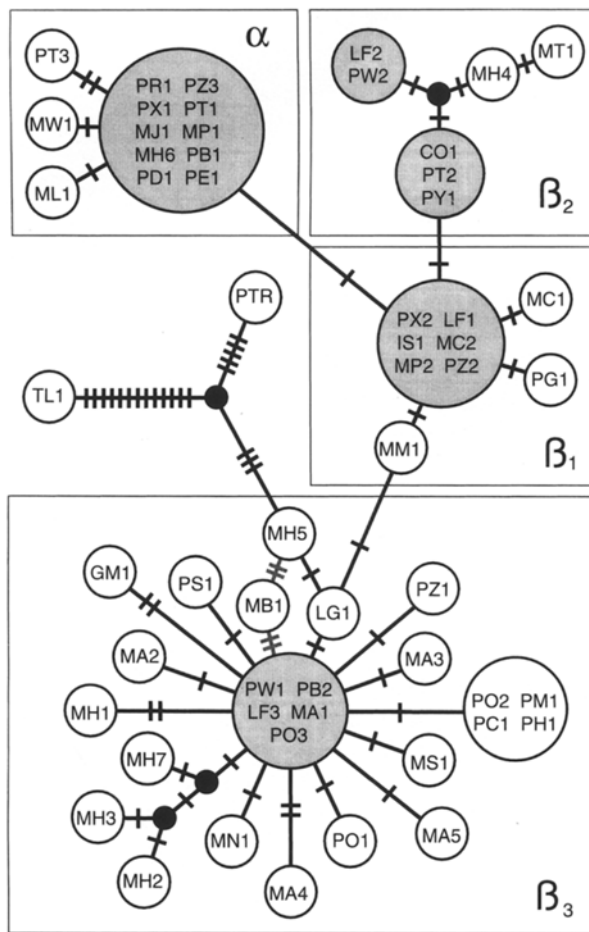 α
PT3
MW1
ML1
PR1 PZ3
PX1 PT1
MJ1 MP1
MH6 PB1
PD1 PE1
LF2
PW2
MH4
MT1
CO1
PT2
PY1
ß2
PTR
TL1
PX2 LF1
IS1 MC2
MP2 PZ2
MC1
PG1
MM1
ß1
MH5
GM1
PS1
MB1
LG1
PZ1
MA2
MA3
MH1
PW1 PB2
LF3 MA1
PO3
PO2 PM1
PC1 PH1
MH7
MS1
MH3
MH2
MN1
MA4
PO1
MA5
ß3